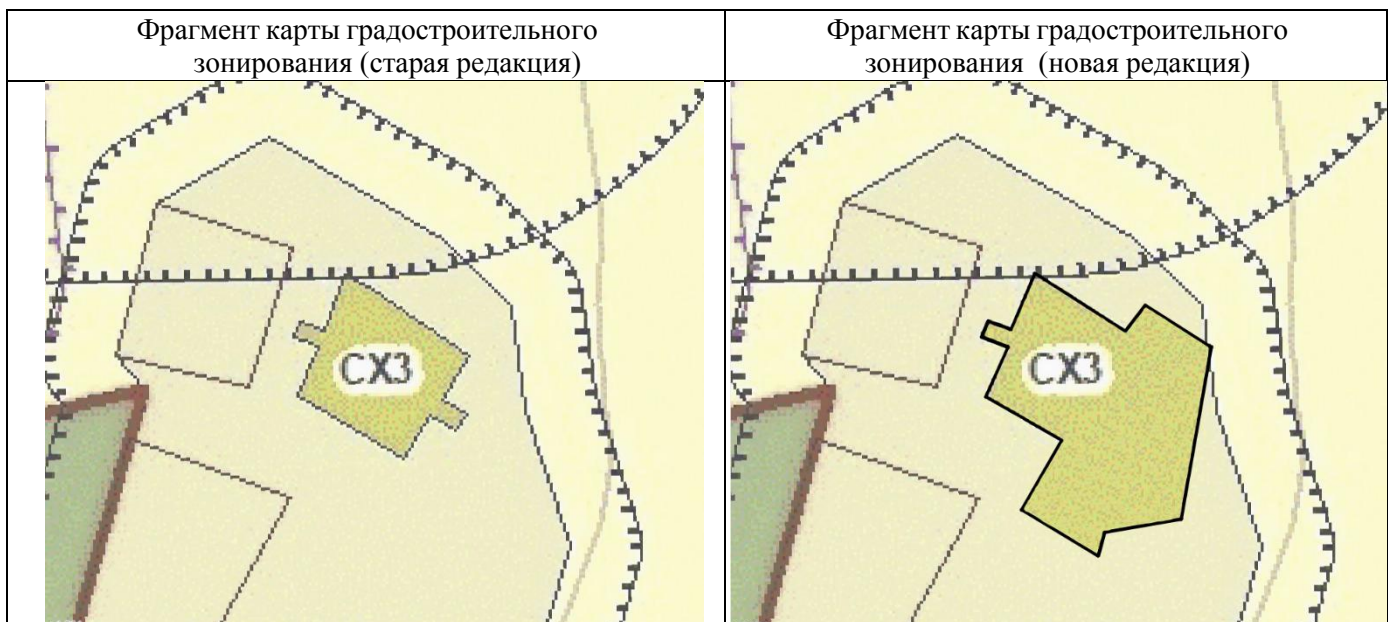 Фрагмент карты градостроительного
зонирования (старая редакция)
Фрагмент карты градостроительного
зонирования (новая редакция)
СХ3
СХ3